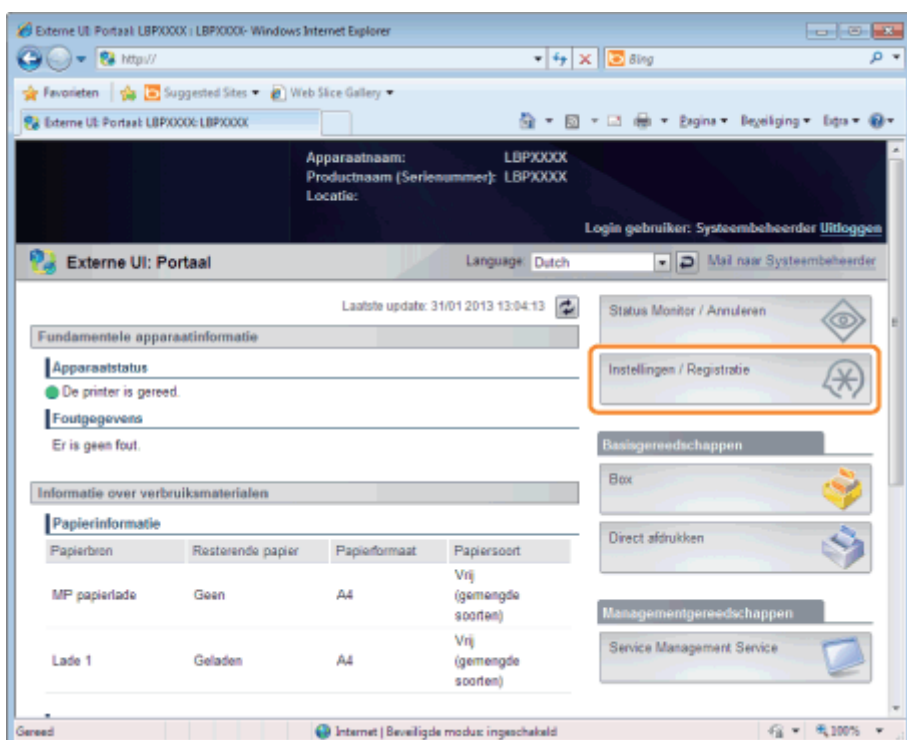 Externe UI: Portaal: LBPXXXX : LBPXXXX- Windows Internet Explorer
http://
Bing
Favorieten
Suggested Sites
Web Slice Gallery
Externe UI: Portaal: LBPXXXX: LBPXXXX
Pagina
Beveiliging
Extra
Apparaatnaam: LBPXXXX
Productnaam (Serienummer): LBPXXXX
Locatie:
Login gebruiker: Systeembeheerder Uitloggen
Externe UI: Portaal
Language: Dutch
Mail naar Systeembeheerder
Laatste update: 31/01 2013 13:04:13
Fundamentele apparaatinformatie
Apparaatstatus
De printer is gereed.
Foutgegevens
Er is geen fout.
Informatie over verbruiksmaterialen
Papierinformatie
Papierbron Resterende papier Papierformaat Papiersoort
MP papierlade Geen A4 Vrij
(gemengde
soorten)
Lade 1 Geladen A4 Vrij
(gemengde
soorten)
Status Monitor / Annuleren
Instellingen / Registratie
Basisgereedschappen
Box
Direct afdrukken
Managementgereedschappen
Service Management Service
Gereed
Internet | Beveiligde modus: ingeschakeld
100%